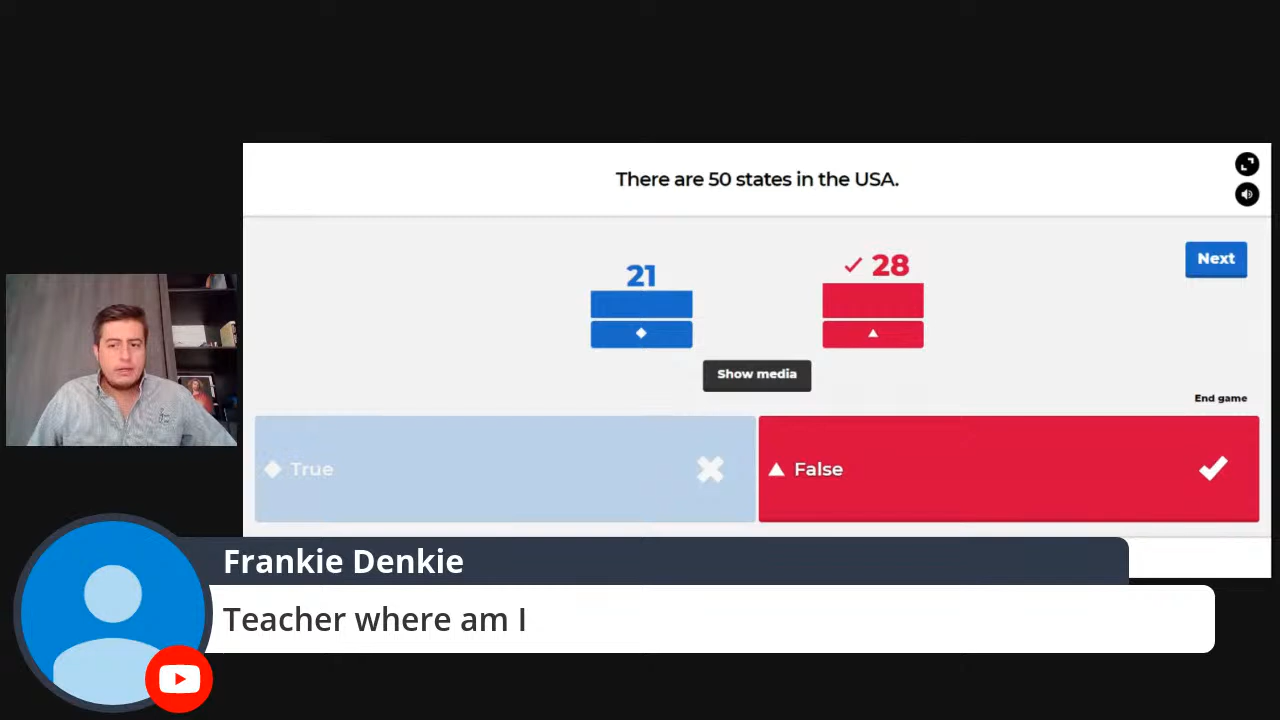 There are 50 states in the USA.
21
28
Next
Show media
End game
True
False
Frankie Denkie
Teacher where am I